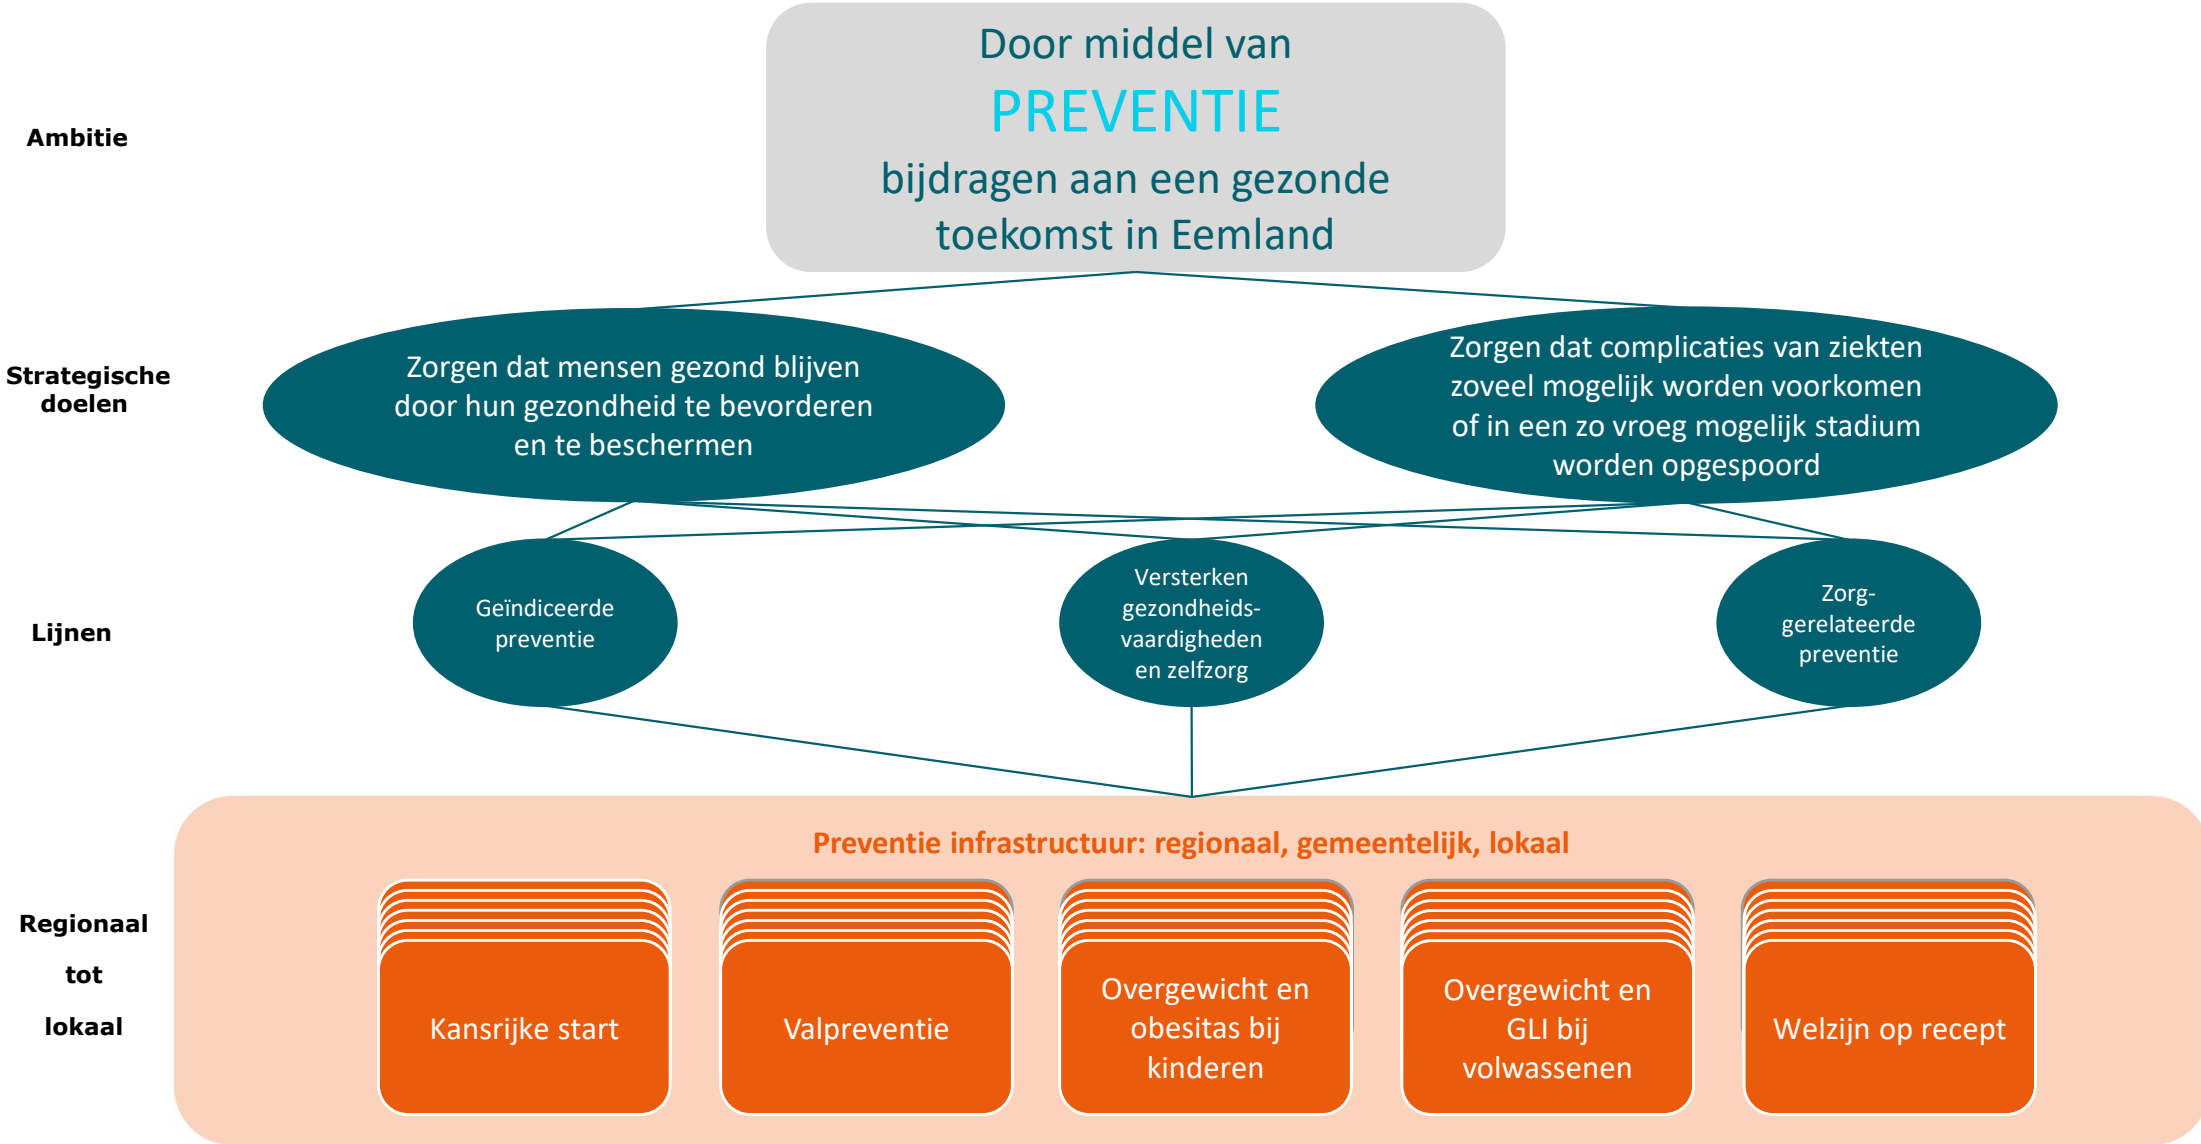 Ambitie
Door middel van
PREVENTIE
bijdragen aan een gezonde
toekomst in Eemland
Strategische
doelen
Zorgen dat mensen gezond blijven
door hun gezondheid te bevorderen
en te beschermen
Zorgen dat complicaties van ziekten
zoveel mogelijk worden voorkomen
of in een zo vroeg mogelijk stadium
worden opgespoord
Lijnen
Geïndiceerde
preventie
Versterken
gezondheids-
vaardigheden
en zelfzorg
Zorg-
gerelateerde
preventie
Regionaal
tot
lokaal
Preventie infrastructuur: regionaal, gemeentelijk, lokaal
Kansrijke start
Valpreventie
Overgewicht en
obesitas bij
kinderen
Overgewicht en
GLI bij
volwassenen
Welzijn op recept